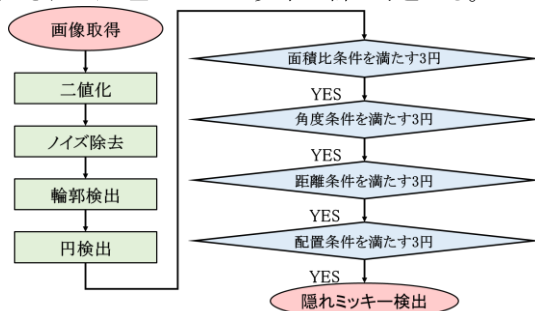 画像取得
二値化
ノイズ除去
輪郭検出
円検出
面積比条件を満たす3円
YES
角度条件を満たす3円
YES
距離条件を満たす3円
YES
配置条件を満たす3円
YES
隠れミッキー検出